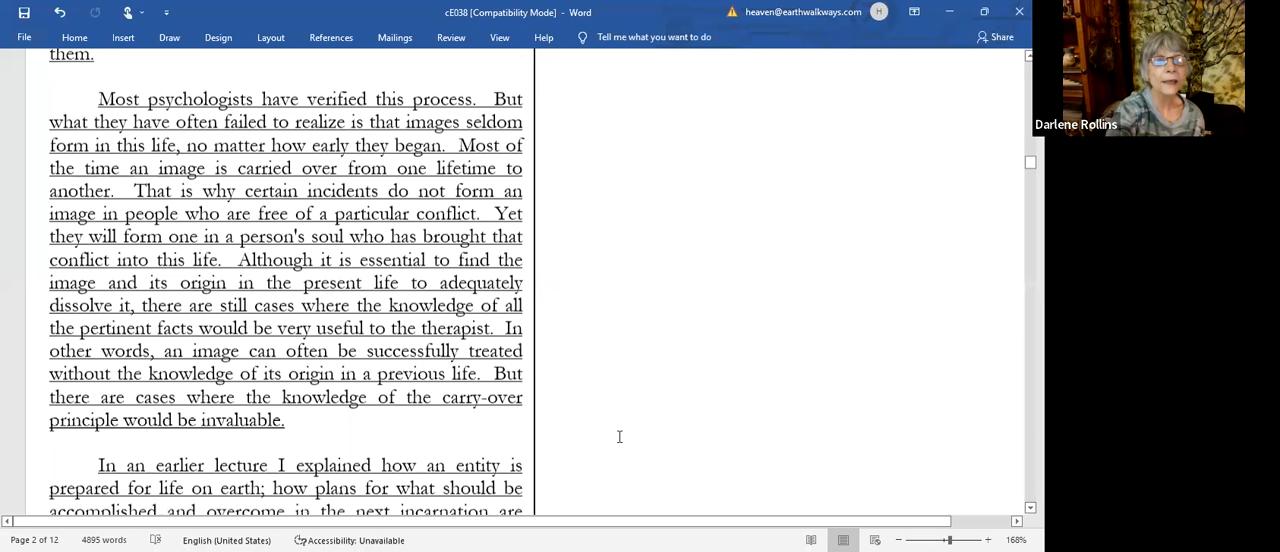 cE038 [Compatibility Mode] - Word
heaven@earthwalkways.com
H
File Home Insert Draw Design Layout References Mailings Review View Help Tell me what you want to do Share
them.
Most psychologists have verified this process. But
what they have often failed to realize is that images seldom
form in this life, no matter how early they began. Most of
the time an image is carried over from one lifetime to
another. That is why certain incidents do not form an
image in people who are free of a particular conflict. Yet
they will form one in a person's soul who has brought that
conflict into this life. Although it is essential to find the
image and its origin in the present life to adequately
dissolve it, there are still cases where the knowledge of all
the pertinent facts would be very useful to the therapist. In
other words, an image can often be successfully treated
without the knowledge of its origin in a previous life. But
there are cases where the knowledge of the carry-over
principle would be invaluable.
In an earlier lecture I explained how an entity is
prepared for life on earth; how plans for what should be
accomplished and overcome in the next incarnation are
Page 2 of 12 4895 words English (United States) Accessibility: Unavailable 168%
Darlene Rollins